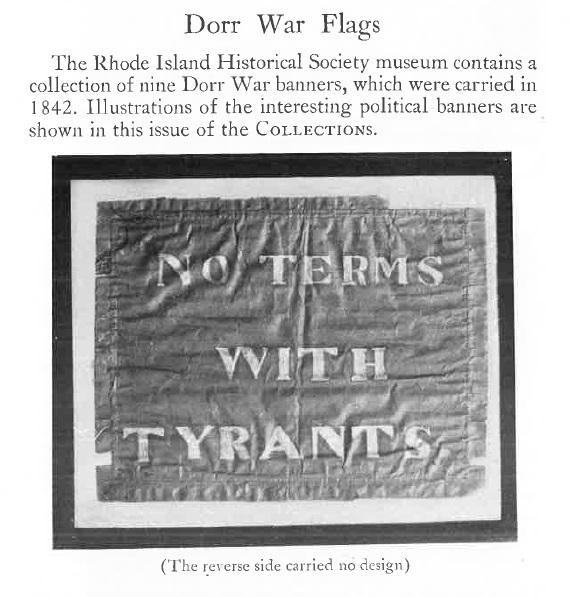 Dorr War Flags
The Rhode Island Historical Society museum contains a
collection of nine Dorr War banners, which were carried in
1842. Illustrations of the interesting political banners are
shown in this issue of the COLLECTIONS.
NO TERMS
WITH
TYRANTS
(The reverse side carried no design)